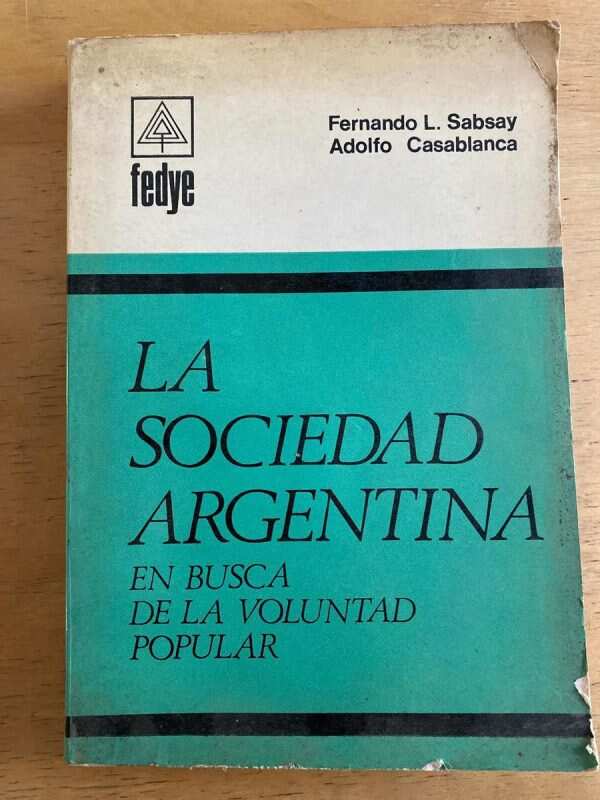 fedye
Fernando L. Sabsay
Adolfo Casablanca
LA
SOCIEDAD
ARGENTINA
EN BUSCA
DE LA VOLUNTAD
POPULAR